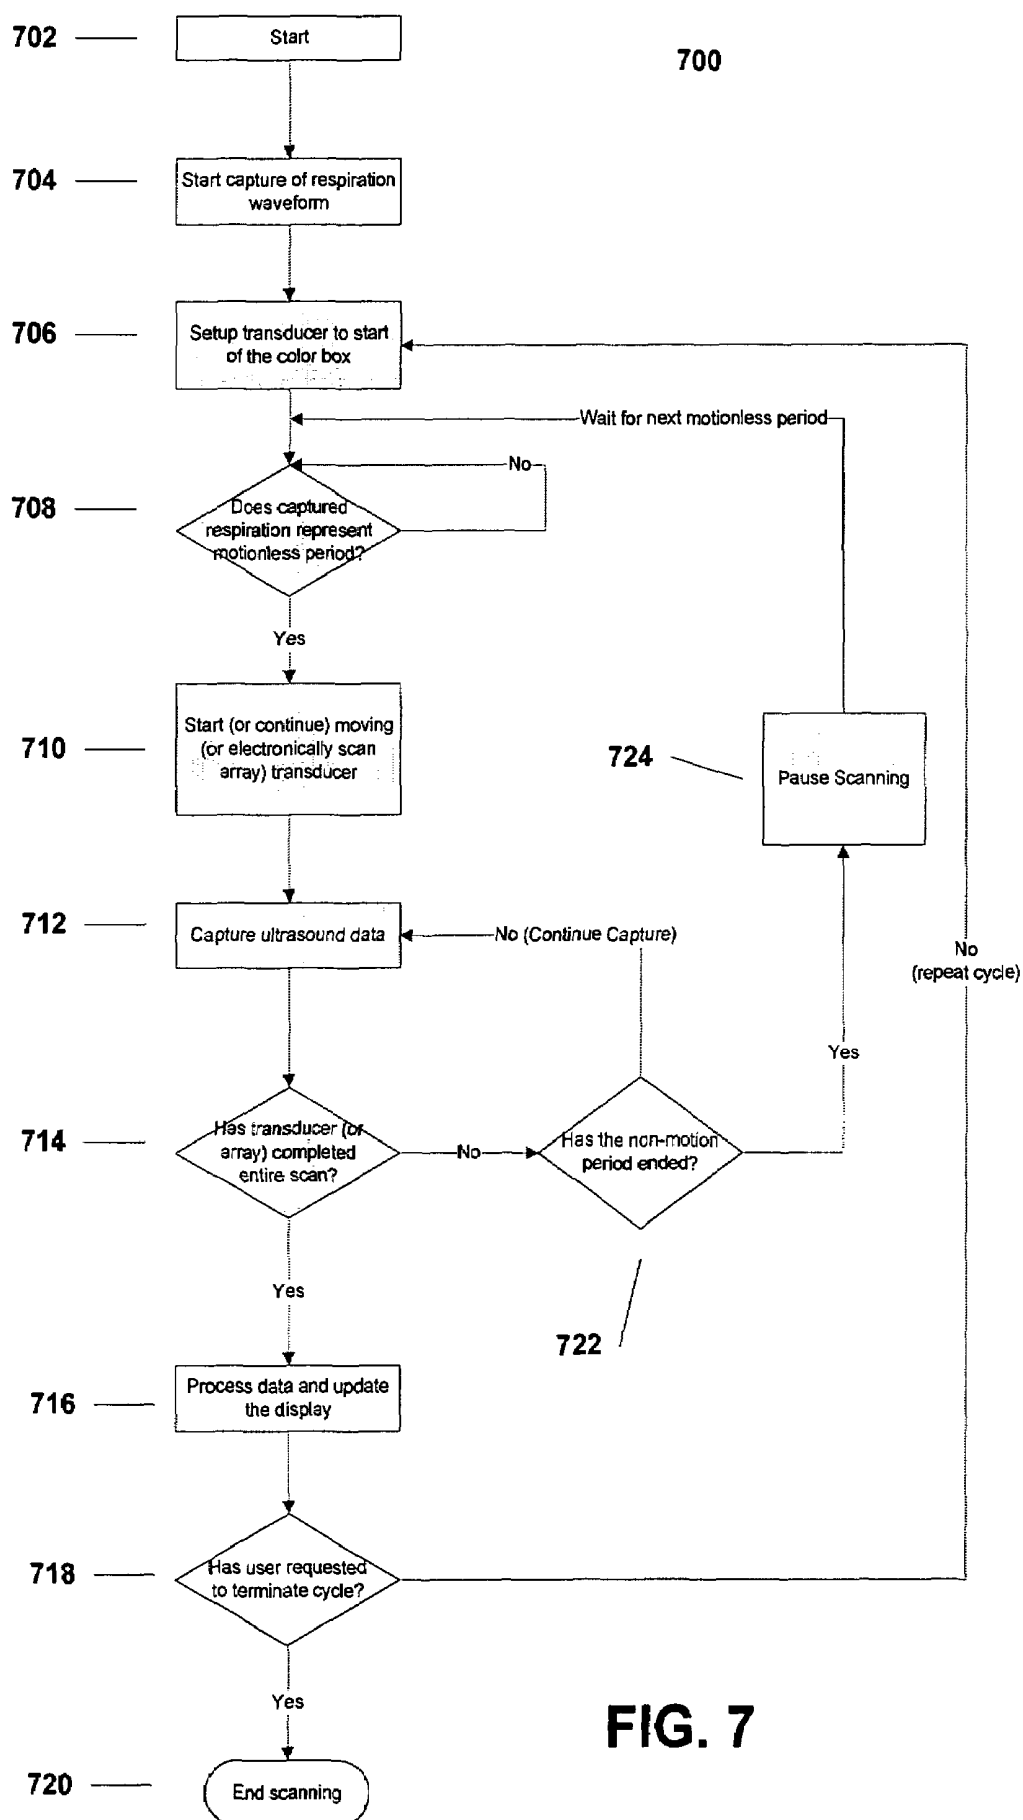 702
Start
700
704
Start capture of respiration
waveform
706
Setup transducer to start
of the color box
Wait for next motionless period
No
708
Does captured
respiration represent
motionless period?
Yes
710
Start (or continue) moving
(or electronically scan
array) transducer
724
Pause Scanning
712
Capture ultrasound data
No (Continue Capture)
No
(repeat cycle)
Yes
714
Has transducer (or
array) completed
entire scan?
No
Has the non-motion
period ended?
Yes
722
716
Process data and update
the display
718
Has user requested
to terminate cycle?
Yes
FIG. 7
720
End scanning